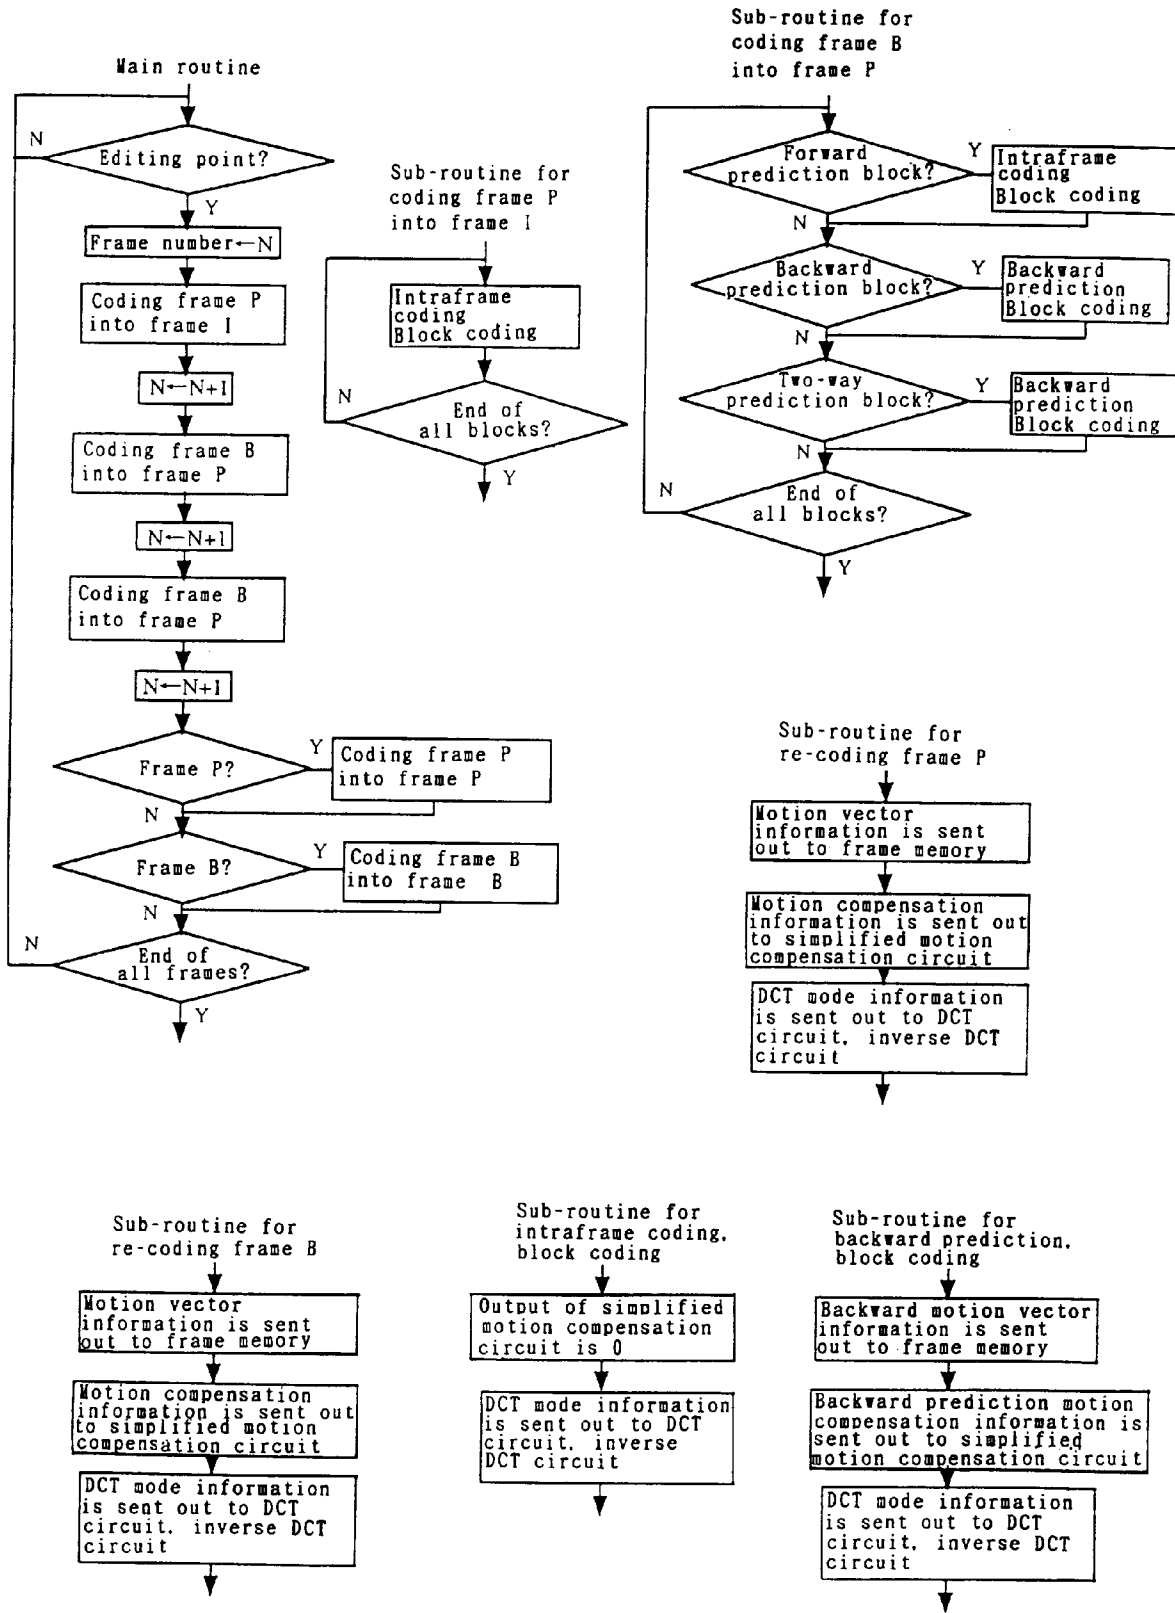 Main routine
N
Editing point?
Y
Frame number←N
Coding frame P
into frame I
N←N+1
Coding frame B
into frame P
N←N+1
Coding frame B
into frame P
N←N+1
Frame P?
Y
Coding frame P
into frame P
N
Frame B?
Y
Coding frame B
into frame B
N
N
End of
all frames?
Y
Sub-routine for
coding frame P
into frame I
Intraframe
coding
Block coding
N
End of
all blocks?
Y
Sub-routine for
coding frame B
into frame P
Forward
prediction block?
Y
Intraframe
coding
Block coding
N
Backward
prediction block?
Y
Backward
prediction
Block coding
N
Two-way
prediction block?
Y
Backward
prediction
Block coding
N
N
End of
all blocks?
Y
Sub-routine for
re-coding frame P
Motion vector
information is sent
out to frame memory
Motion compensation
information is sent out
to simplified motion
compensation circuit
DCT mode information
is sent out to DCT
circuit, inverse DCT
circuit
Sub-routine for
re-coding frame B
Motion vector
information is sent
out to frame memory
Motion compensation
information is sent out
to simplified motion
compensation circuit
DCT mode information
is sent out to DCT
circuit, inverse DCT
circuit
Sub-routine for
intraframe coding,
block coding
Output of simplified
motion compensation
circuit is 0
DCT mode information
is sent out to DCT
circuit, inverse
DCT circuit
Sub-routine for
backward prediction,
block coding
Backward motion vector
information is sent
out to frame memory
Backward prediction motion
compensation information is
sent out to simplified
motion compensation circuit
DCT mode information
is sent out to DCT
circuit, inverse DCT
circuit